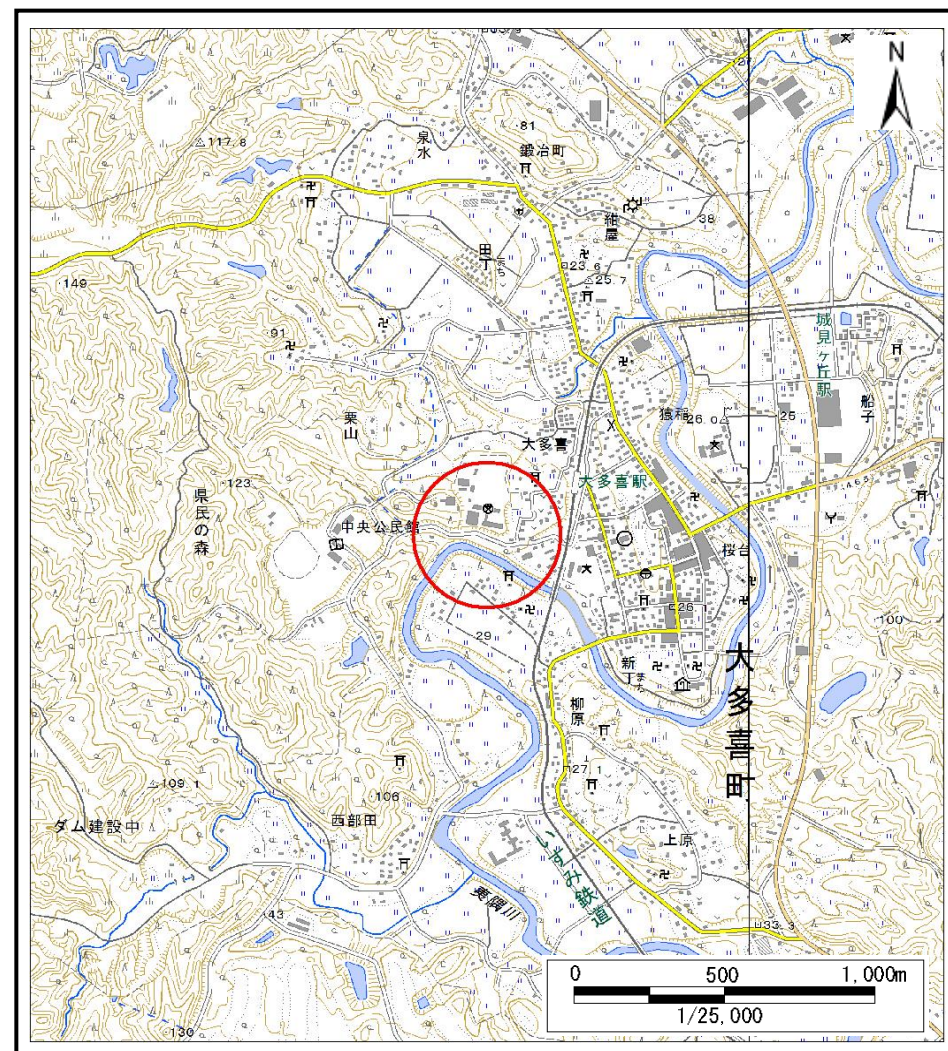 N
・81
117.8
泉水
鍛冶町
紺屋
38
田丁
23.6
25.7
149
91
城見ヶ丘駅
船子
栗山
猿稲
26.0
25
大多喜
・123
県民の森
大多喜駅
中央公民館
桜台
26.1
100
29
新丁
大多喜町
柳原
27.1
109.1
106
ダム建設中
西部田
上原
いすみ鉄道
夷隅川
43
33.3
・130
0 500 1,000m
1/25,000